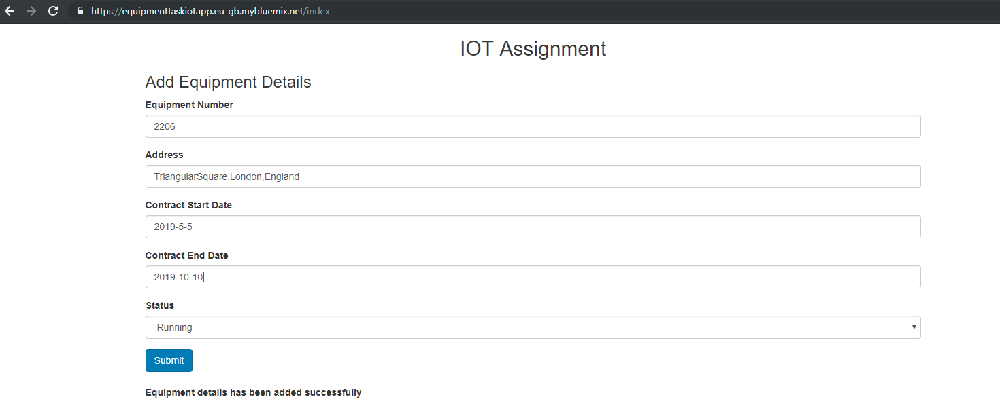 https://equipmenttaskiotapp.eu-gb.mybluemix.net/index
IOT Assignment
Add Equipment Details
Equipment Number
2206
Address
TriangularSquare,London,England
Contract Start Date
2019-5-5
Contract End Date
2019-10-10
Status
Running
Submit
Equipment details has been added successfully